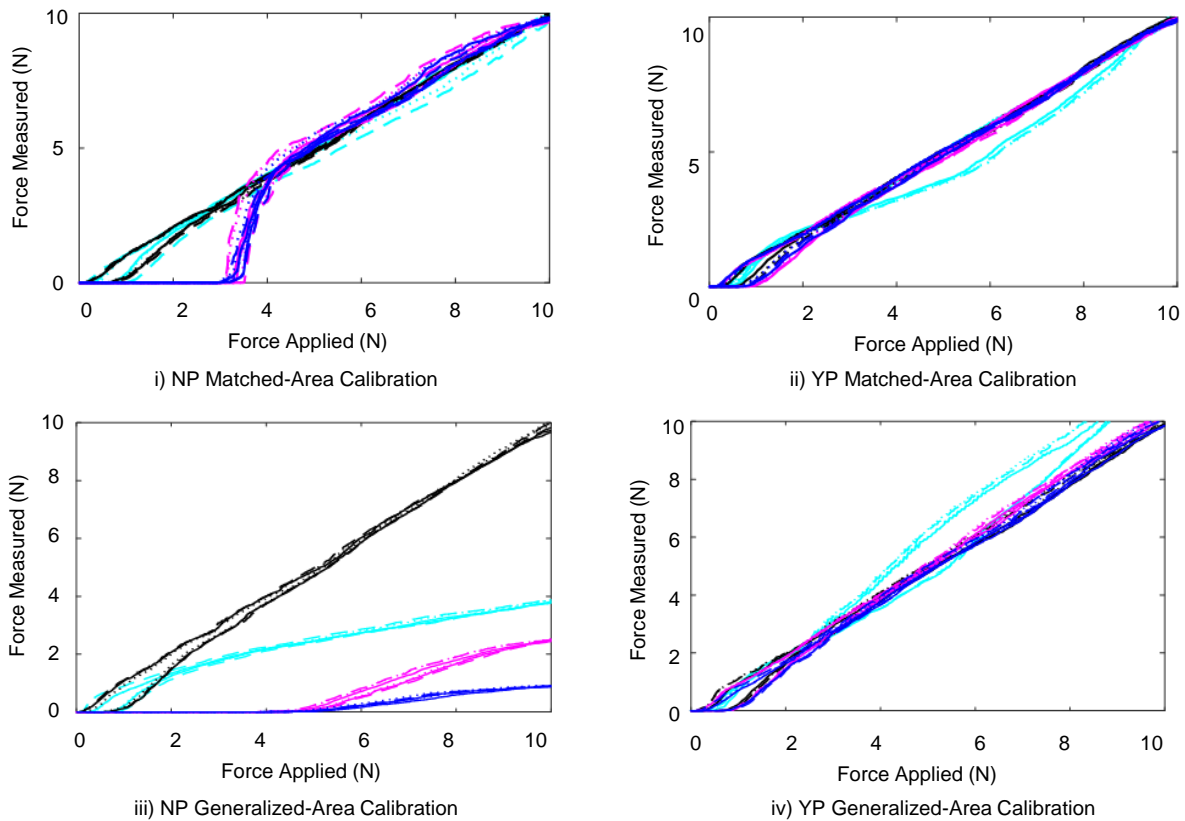 10
5
0
Force Measured (N)
0 2 4 6 8 10
Force Applied (N)
i) NP Matched-Area Calibration
10
5
0
Force Measured (N)
0 2 4 6 8 10
Force Applied (N)
ii) YP Matched-Area Calibration
10
8
6
4
2
0
Force Measured (N)
0 2 4 6 8 10
Force Applied (N)
iii) NP Generalized-Area Calibration
10
8
6
4
2
0
Force Measured (N)
0 2 4 6 8 10
Force Applied (N)
iv) YP Generalized-Area Calibration